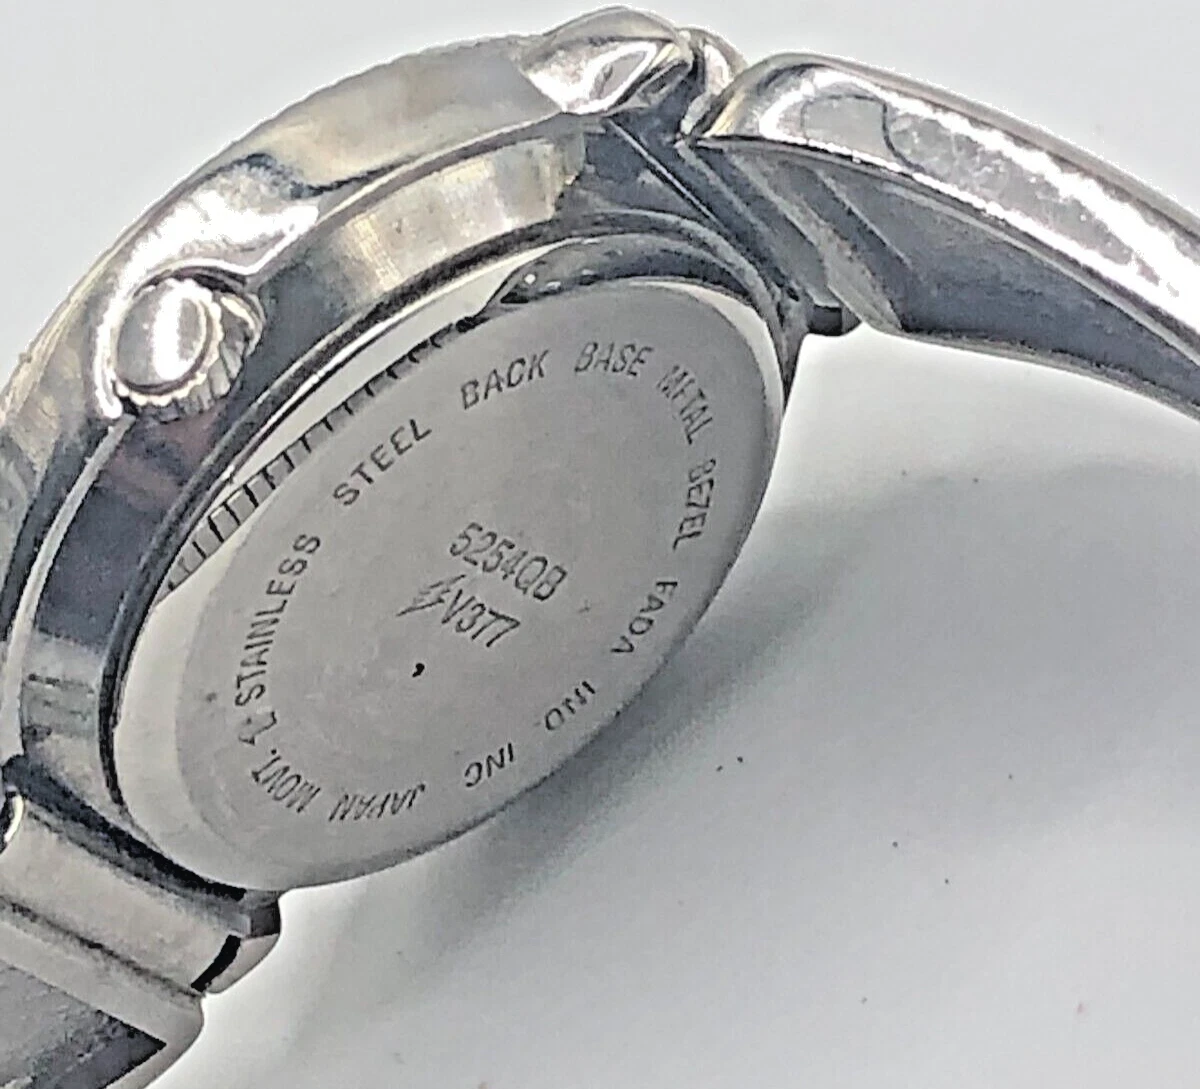 STAINLESS STEEL BACK BASE METAL BEZEL FADA IND INC JAPAN MOVT.
5254QB
V377